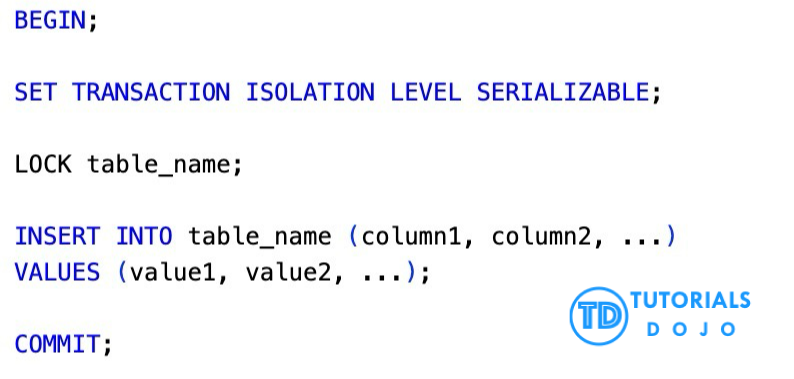 BEGIN;
SET TRANSACTION ISOLATION LEVEL SERIALIZABLE;
LOCK table_name;
INSERT INTO table_name (column1, column2, ...)
VALUES (value1, value2, ...);
TD TUTORIALS
DOJO
COMMIT;